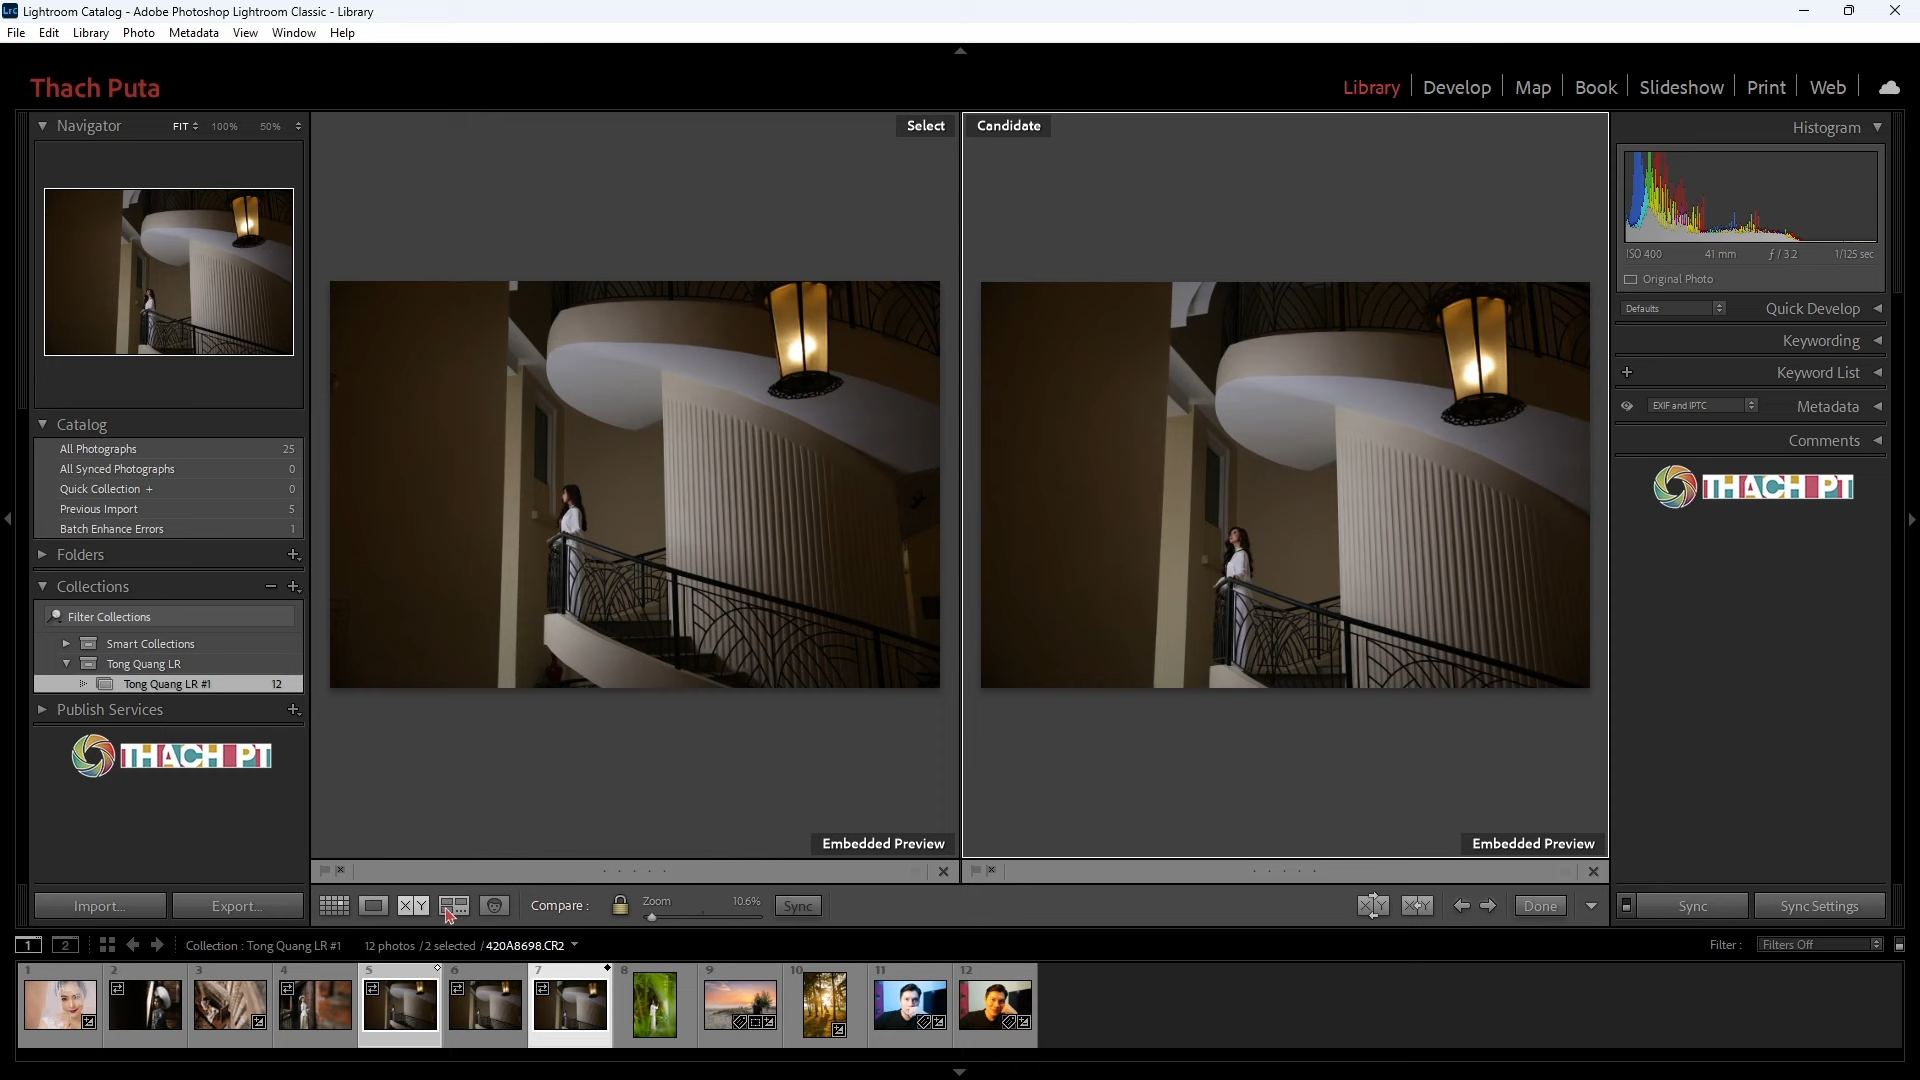 Lrc Lightroom Catalog - Adobe Photoshop Lightroom Classic - Library
File Edit Library Photo Metadata View Window Help
Thach Puta
Library Develop Map Book Slideshow Print Web
Navigator FIT 100% 50%
Select
Candidate
Histogram
ISO 400 41 mm ƒ / 3.2 1/125 sec
Original Photo
Defaults Quick Develop
Keywording
+ Keyword List
EXIF and IPTC Metadata
Comments
THACH PT
Catalog
All Photographs 25
All Synced Photographs 0
Quick Collection + 0
Previous Import 5
Batch Enhance Errors 1
Folders +
Collections - +
Filter Collections
Smart Collections
Tong Quang LR
Tong Quang LR #1 12
Publish Services +
THACH PT
Embedded Preview
Embedded Preview
Import... Export...
X Y Compare : Zoom 10.6% Sync
X Y X Y Done
Sync Sync Settings
1 2 Collection : Tong Quang LR #1 12 photos / 2 selected / 420A8698.CR2
Filter : Filters Off
1 2 3 4 5 6 7 8 9 10 11 12